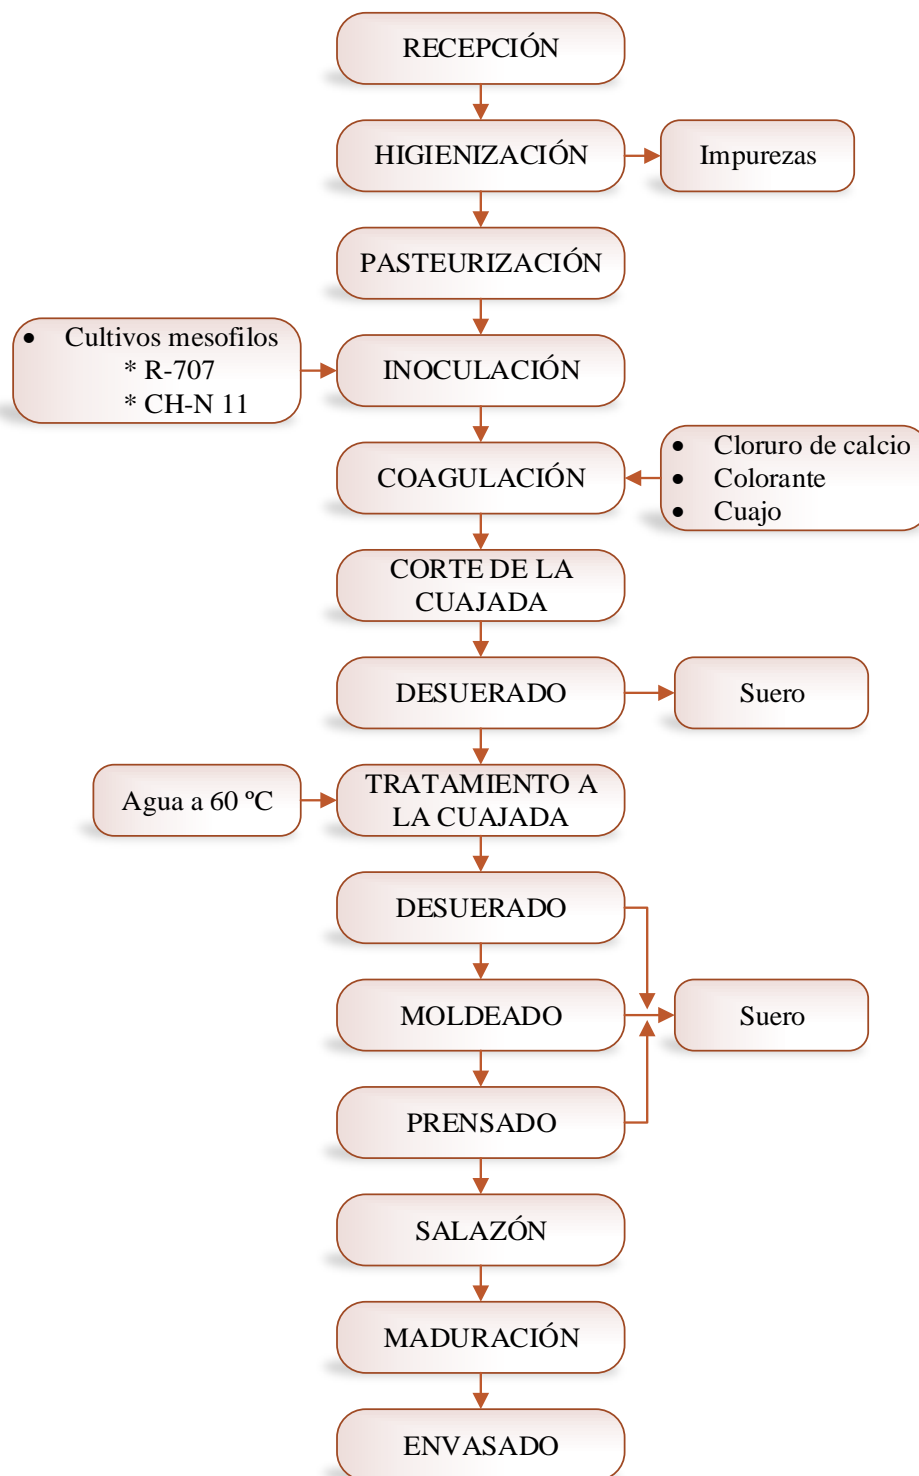 RECEPCIÓN
HIGIENIZACIÓN
Impurezas
PASTEURIZACIÓN
• Cultivos mesofilos
* R-707
* CH-N 11
INOCULACIÓN
COAGULACIÓN
• Cloruro de calcio
• Colorante
• Cuajo
CORTE DE LA
CUAJADA
DESUERADO
Suero
Agua a 60 ºC
TRATAMIENTO A
LA CUAJADA
DESUERADO
MOLDEADO
Suero
PRENSADO
SALAZÓN
MADURACIÓN
ENVASADO